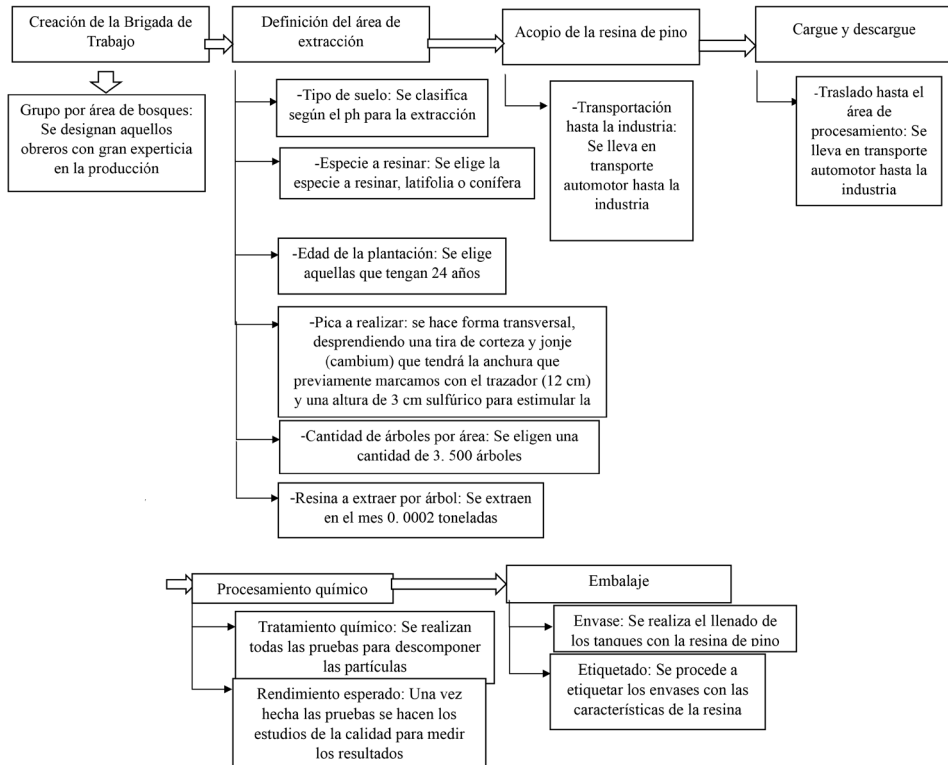 Creación de la Brigada de
Trabajo
Definición del área de
extracción
Acopio de la resina de pino
Cargue y descargue
Grupo por área de bosques:
Se designan aquellos
obreros con gran experticia
en la producción
-Tipo de suelo: Se clasifica
según el ph para la extracción
-Especie a resinar: Se elige la
especie a resinar, latifolia o conífera
-Edad de la plantación: Se elige
aquellas que tengan 24 años
-Pica a realizar: se hace forma transversal,
desprendiendo una tira de corteza y jonje
(cambium) que tendrá la anchura que
previamente marcamos con el trazador (12 cm)
y una altura de 3 cm sulfúrico para estimular la
-Cantidad de árboles por área: Se eligen una
cantidad de 3. 500 árboles
-Resina a extraer por árbol: Se extraen
en el mes 0. 0002 toneladas
-Transportación
hasta la industria:
Se lleva en
transporte
automotor hasta la
industria
-Traslado hasta el
área de
procesamiento: Se
lleva en transporte
automotor hasta la
industria
Procesamiento químico
Tratamiento químico: Se realizan
todas las pruebas para descomponer
las partículas
Rendimiento esperado: Una vez
hecha las pruebas se hacen los
estudios de la calidad para medir
los resultados
Embalaje
Envase: Se realiza el llenado de
los tanques con la resina de pino
Etiquetado: Se procede a
etiquetar los envases con las
características de la resina